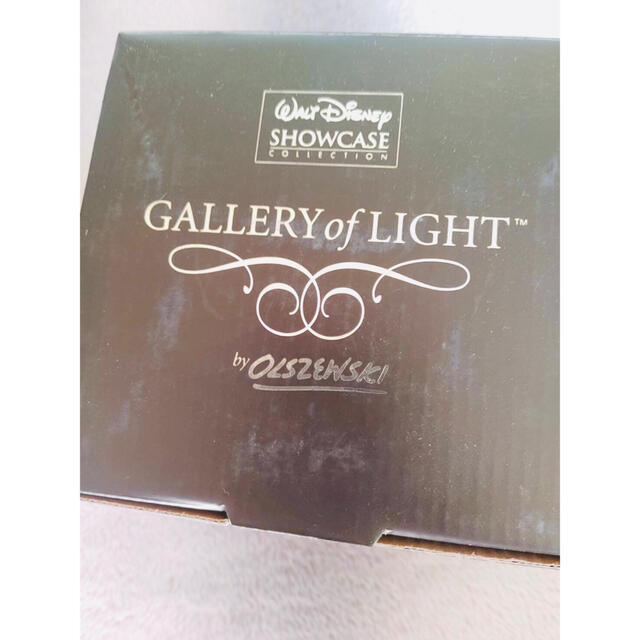 WALT DISNEY
SHOWCASE
COLLECTION
GALLERY of LIGHT™
by OLSZEWSKI